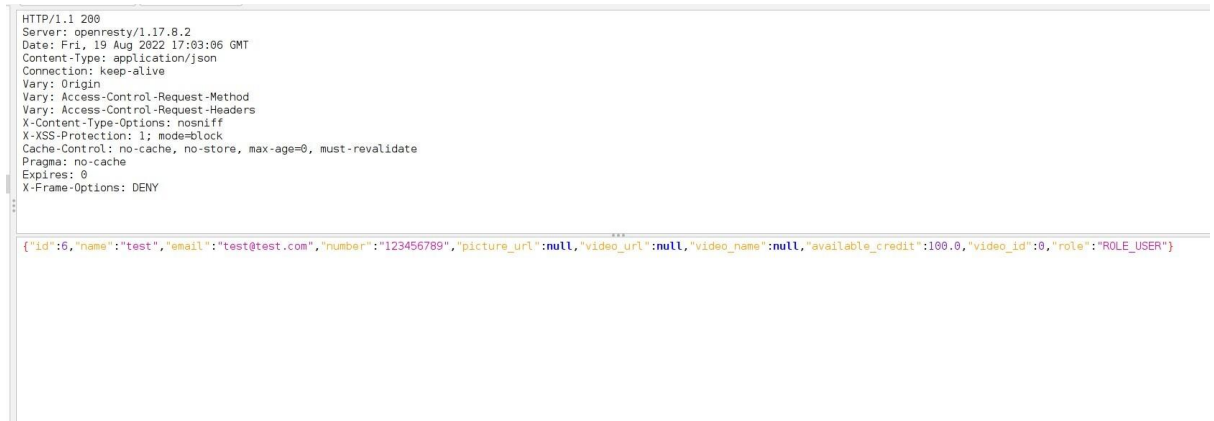 HTTP/1.1 200
Server: openresty/1.17.8.2
Date: Fri, 19 Aug 2022 17:03:06 GMT
Content-Type: application/json
Connection: keep-alive
Vary: Origin
Vary: Access-Control-Request-Method
Vary: Access-Control-Request-Headers
X-Content-Type-Options: nosniff
X-XSS-Protection: 1; mode=block
Cache-Control: no-cache, no-store, max-age=0, must-revalidate
Pragma: no-cache
Expires: 0
X-Frame-Options: DENY
{"id":6,"name":"test","email":"test@test.com","number":"123456789","picture_url":null,"video_url":null,"video_name":null,"available_credit":100.0,"video_id":0,"role":"ROLE_USER"}